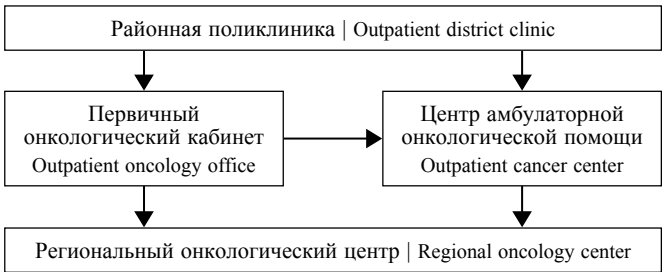 Районная поликлиника | Outpatient district clinic
Первичный
онкологический кабинет
Outpatient oncology office
Центр амбулаторной
онкологической помощи
Outpatient cancer center
Региональный онкологический центр | Regional oncology center